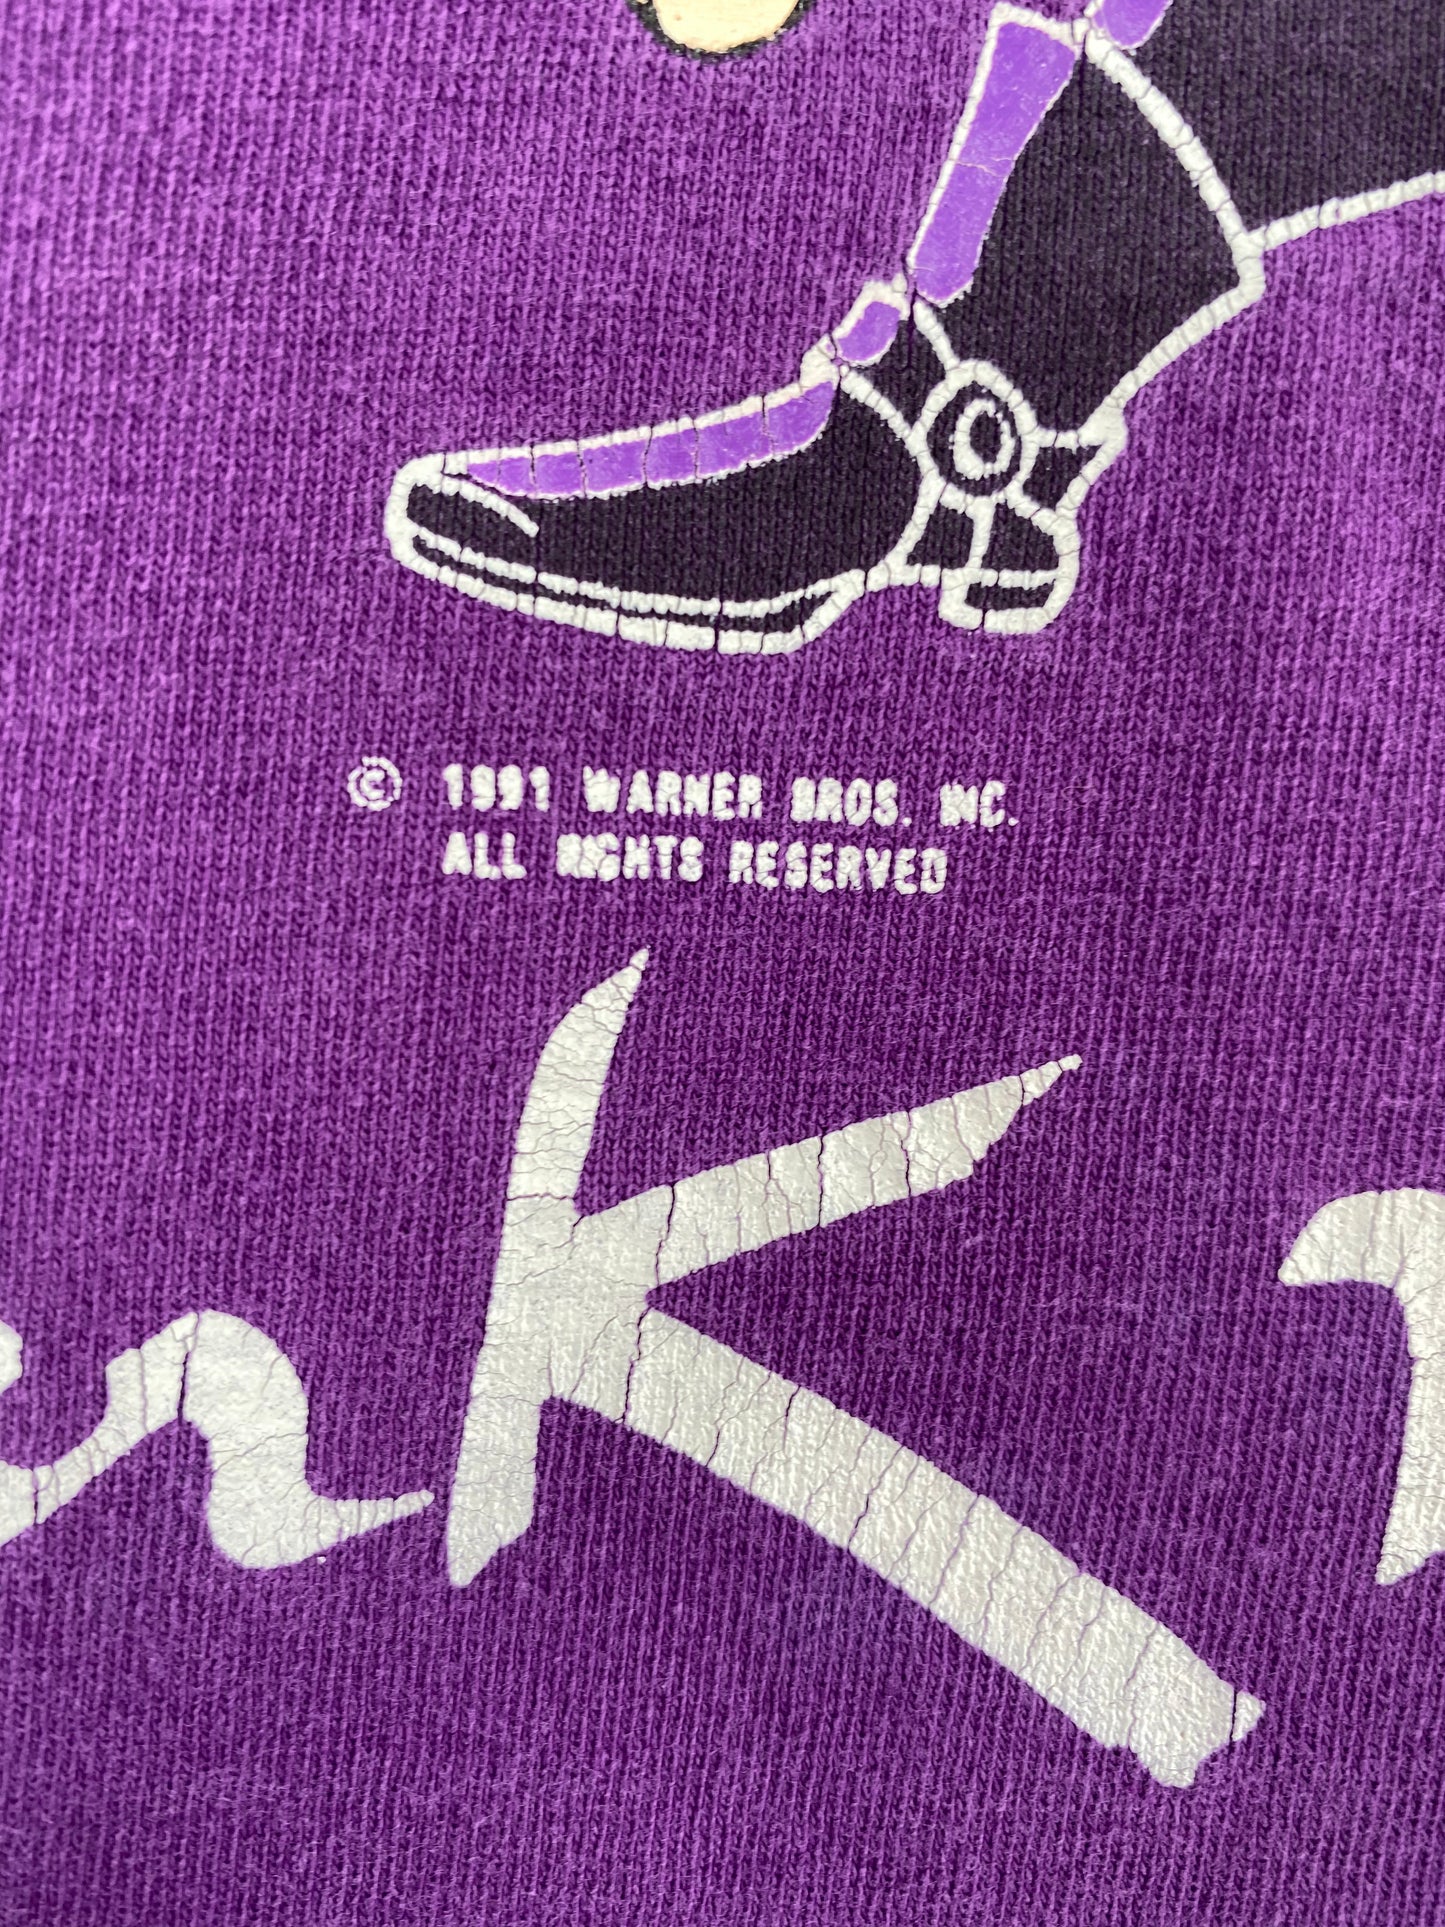 © 1991 WARNER BROS. INC.
ALL RIGHTS RESERVED
K